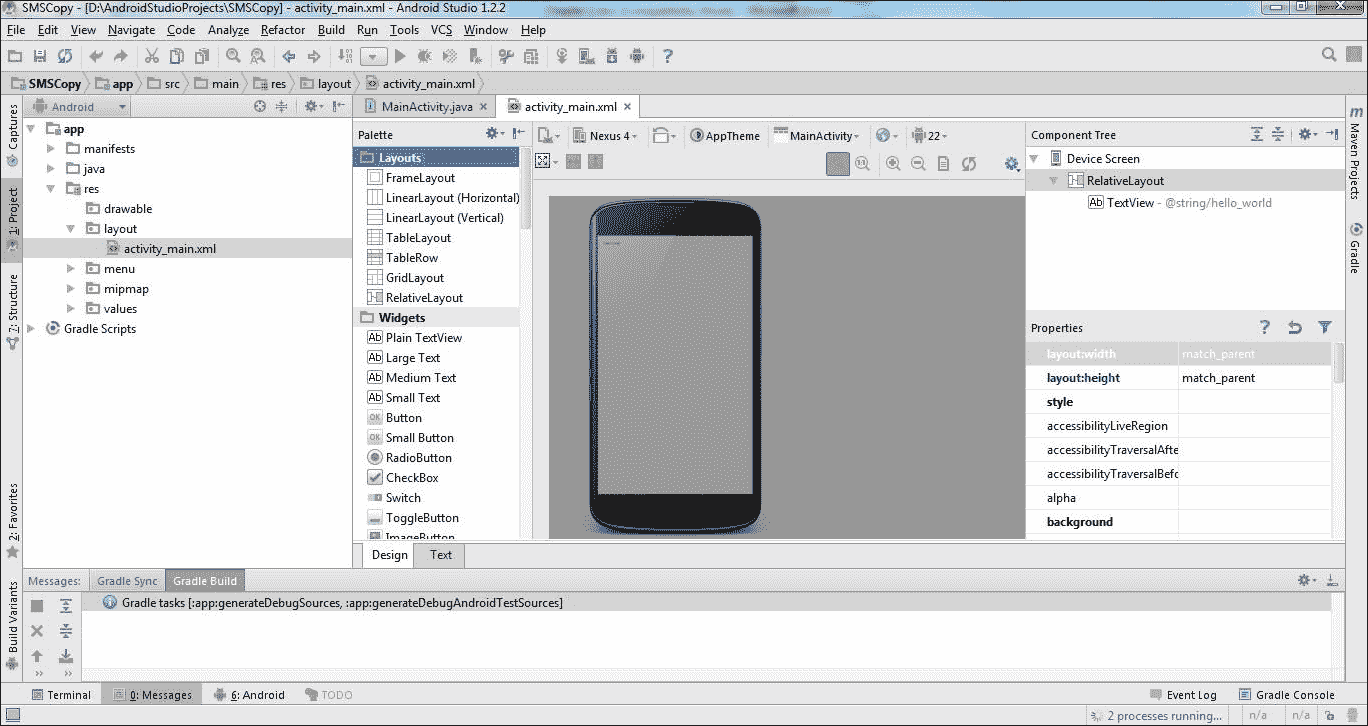 SMSCopy - [D:\AndroidStudioProjects\SMSCopy] - activity_main.xml - Android Studio 1.2.2
File Edit View Navigate Code Analyze Refactor Build Run Tools VCS Window Help
SMSCopy app src main res layout activity_main.xml
Captures
1: Project
7: Structure
2: Favorites
Build Variants
Android
app
manifests
java
res
drawable
layout
activity_main.xml
menu
mipmap
values
Gradle Scripts
MainActivity.java activity_main.xml
Palette
Layouts
FrameLayout
LinearLayout (Horizontal)
LinearLayout (Vertical)
TableLayout
TableRow
GridLayout
RelativeLayout
Widgets
Plain TextView
Large Text
Medium Text
Small Text
Button
Small Button
RadioButton
CheckBox
Switch
ToggleButton
ImageButton
Nexus 4 AppTheme MainActivity 22
Design Text
Component Tree
Device Screen
RelativeLayout
Ab TextView - @string/hello_world
Properties
layout:width match_parent
layout:height match_parent
style
accessibilityLiveRegion
accessibilityTraversalAfte
accessibilityTraversalBefo
alpha
background
Maven Projects
Gradle
Messages: Gradle Sync Gradle Build
Gradle tasks [:app:generateDebugSources, :app:generateDebugAndroidTestSources]
Terminal 0: Messages 6: Android TODO Event Log Gradle Console
2 processes running... n/a n/a